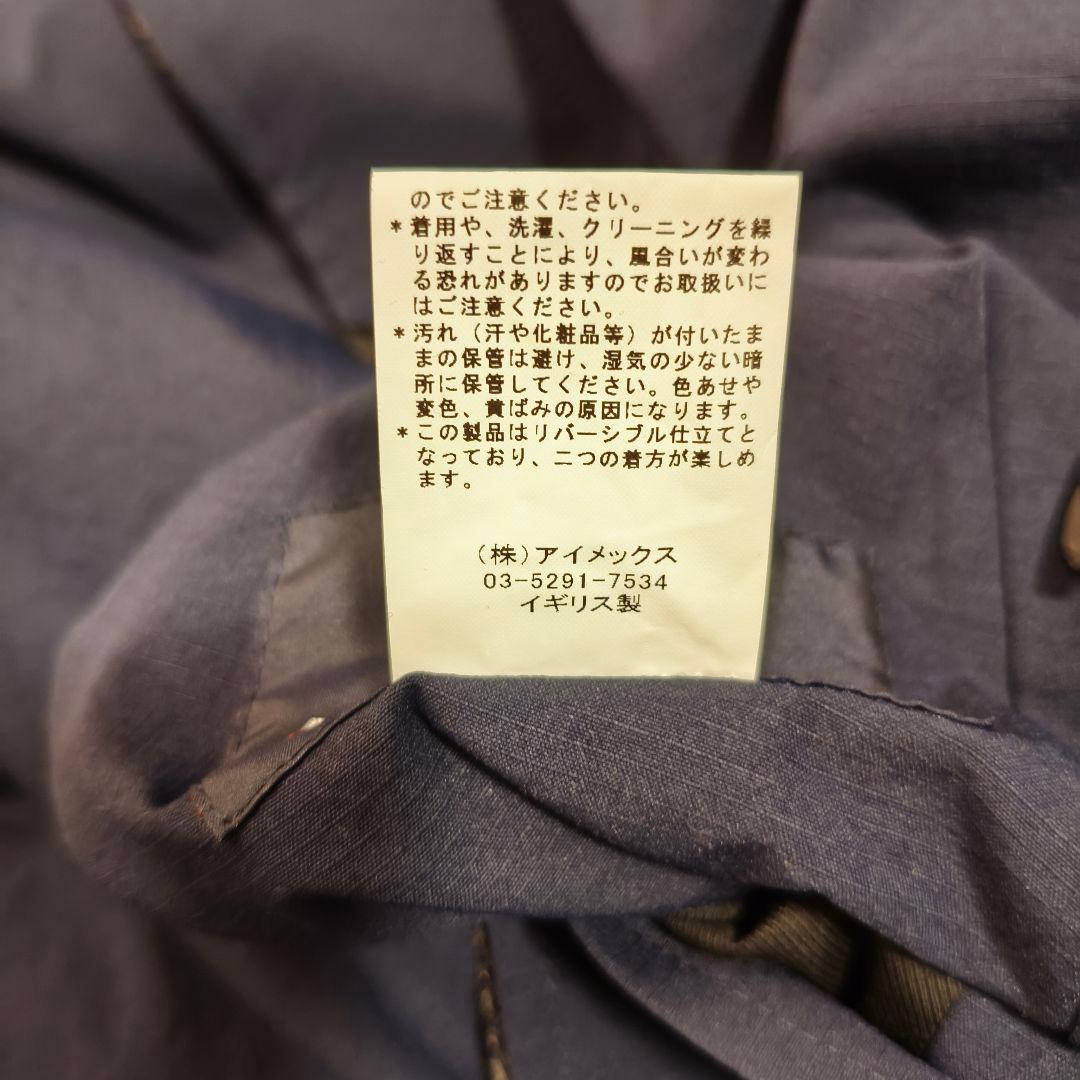 のでご注意ください。
*着用や、洗濯、クリーニングを繰
り返すことにより、風合いが変わ
る恐れがありますのでお取扱いに
はご注意ください。
*汚れ（汗や化粧品等）が付いたま
まの保管は避け、湿気の少ない暗
所に保管してください。色あせや
変色、黄ばみの原因になります。
*この製品はリバーシブル仕立てと
なっており、二つの着方が楽しめ
ます。
（株）アイメックス
03-5291-7534
イギリス製